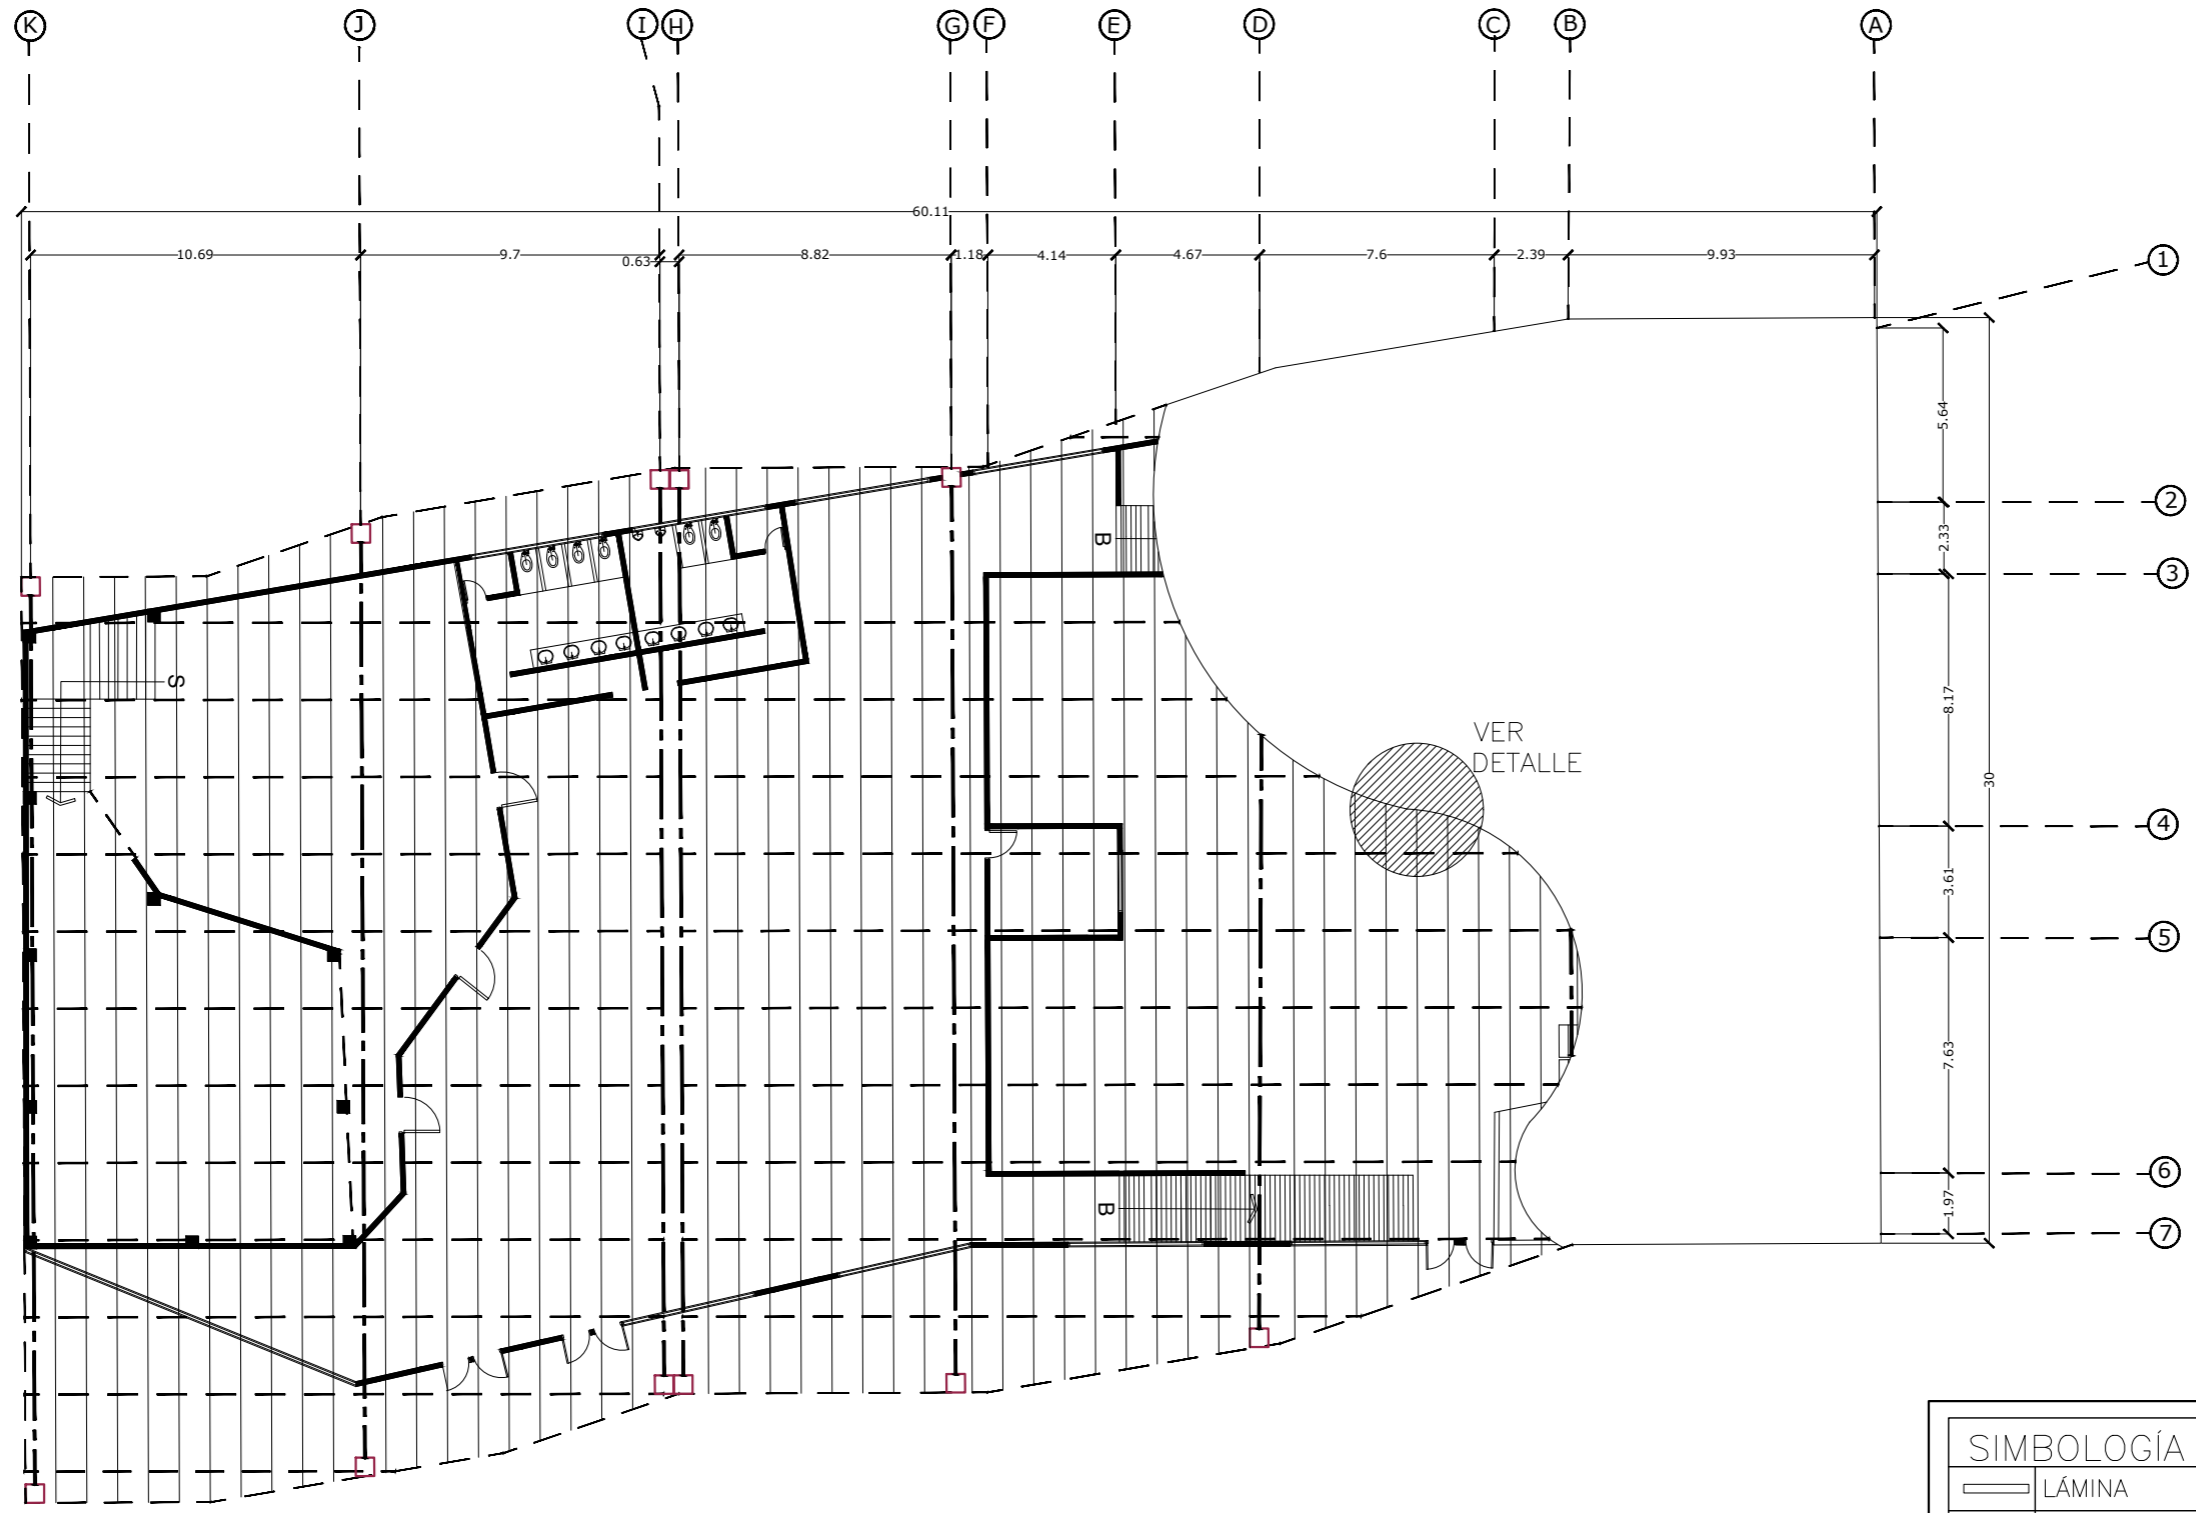 K J I H G F E D C B A
60.11
10.69 9.7 0.63 8.82 1.18 4.14 4.67 7.6 2.39 9.93
1
5.64
2
2.33
3
B
S
8.17
VER
DETALLE
30
4
3.61
5
7.63
6
B
1.97
7
SIMBOLOGÍA
LÁMINA